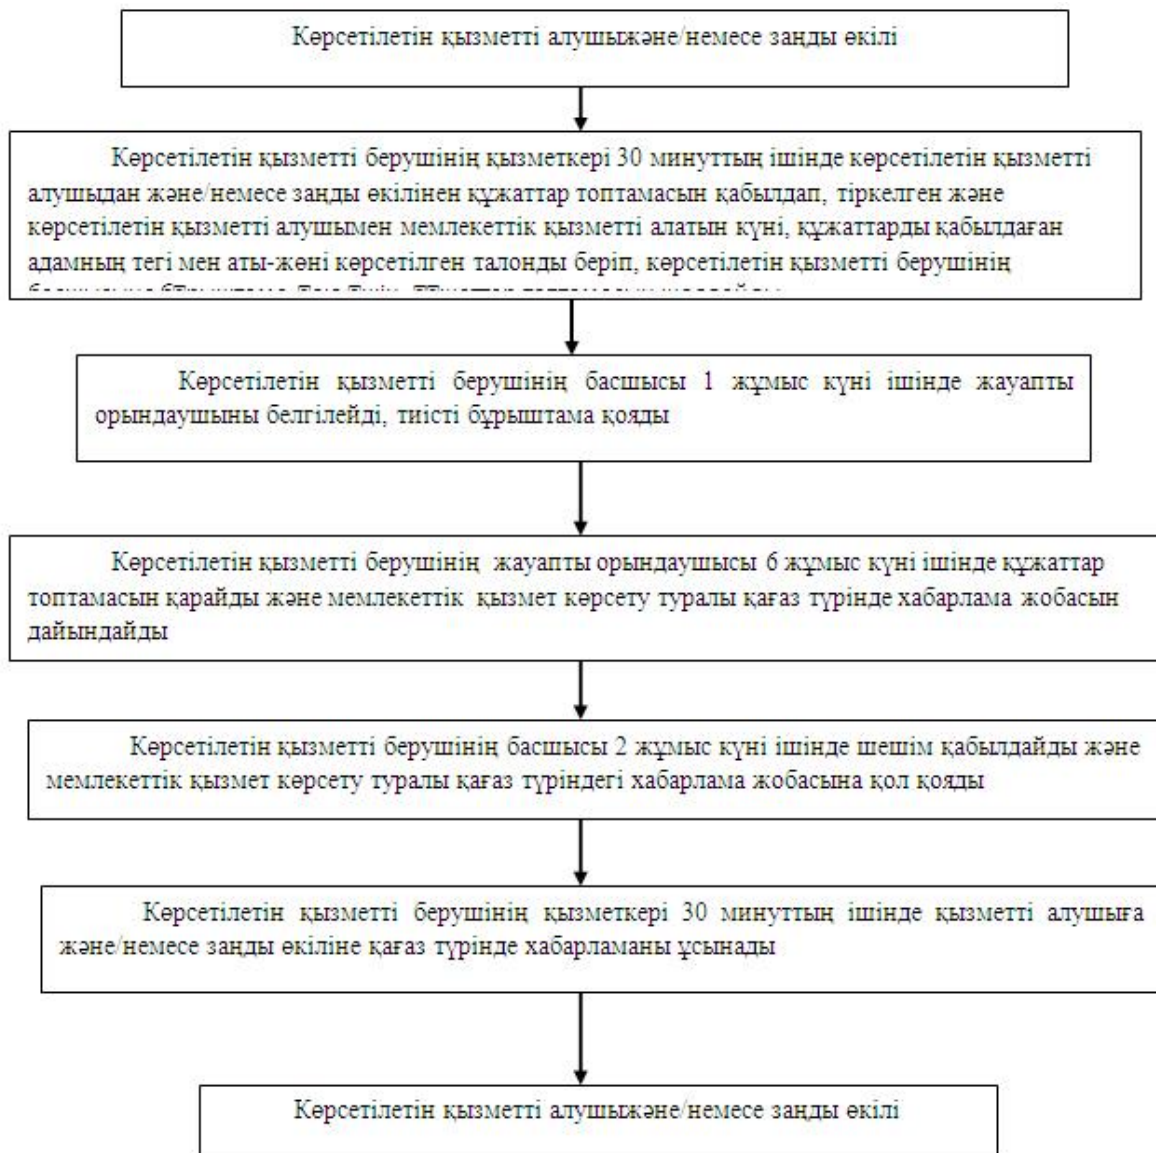 Көрсетілетін қызметті алушыжәне/немесе заңды өкілі
Көрсетілетін қызметті берушінің қызметкері 30 минуттың ішінде көрсетілетін қызметті
алушыдан және/немесе заңды өкілінен құжаттар топтамасын қабылдап, тіркелген және
көрсетілетін қызметті алушымен мемлекеттік қызметті алатын күні, құжаттарды қабылдаған
адамның тегі мен аты-жөні көрсетілген талонды беріп, көрсетілетін қызметті берушінің
Көрсетілетін қызметті берушінің басшысы 1 жұмыс күні ішінде жауапты
орындаушыны белгілейді, тиісті бұрыштама қояды
Көрсетілетін қызметті берушінің жауапты орындаушысы 6 жұмыс күні ішінде құжаттар
топтамасын қарайды және мемлекеттік қызмет көрсету туралы қағаз түрінде хабарлама жобасын
дайындайды
Көрсетілетін қызметті берушінің басшысы 2 жұмыс күні ішінде шешім қабылдайды және
мемлекеттік қызмет көрсету туралы қағаз түріндегі хабарлама жобасына қол қояды
Көрсетілетін қызметті берушінің қызметкері 30 минуттың ішінде қызметті алушыға
және/немесе заңды өкіліне қағаз түрінде хабарламаны ұсынады
Көрсетілетін қызметті алушыжәне/немесе заңды өкілі